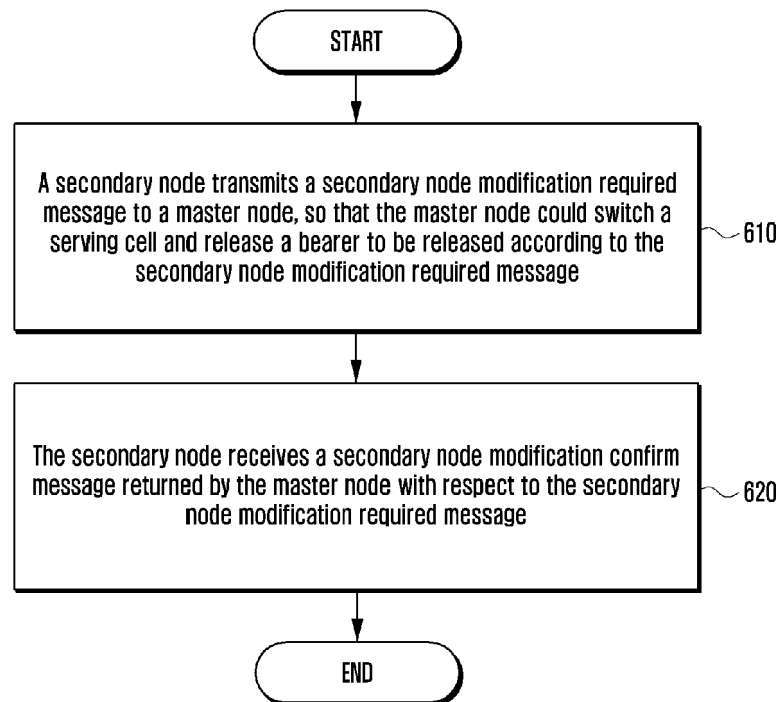 START
A secondary node transmits a secondary node modification required
message to a master node, so that the master node could switch a
serving cell and release a bearer to be released according to the
secondary node modification required message
610
The secondary node receives a secondary node modification confirm
message returned by the master node with respect to the secondary
node modification required message
620
END